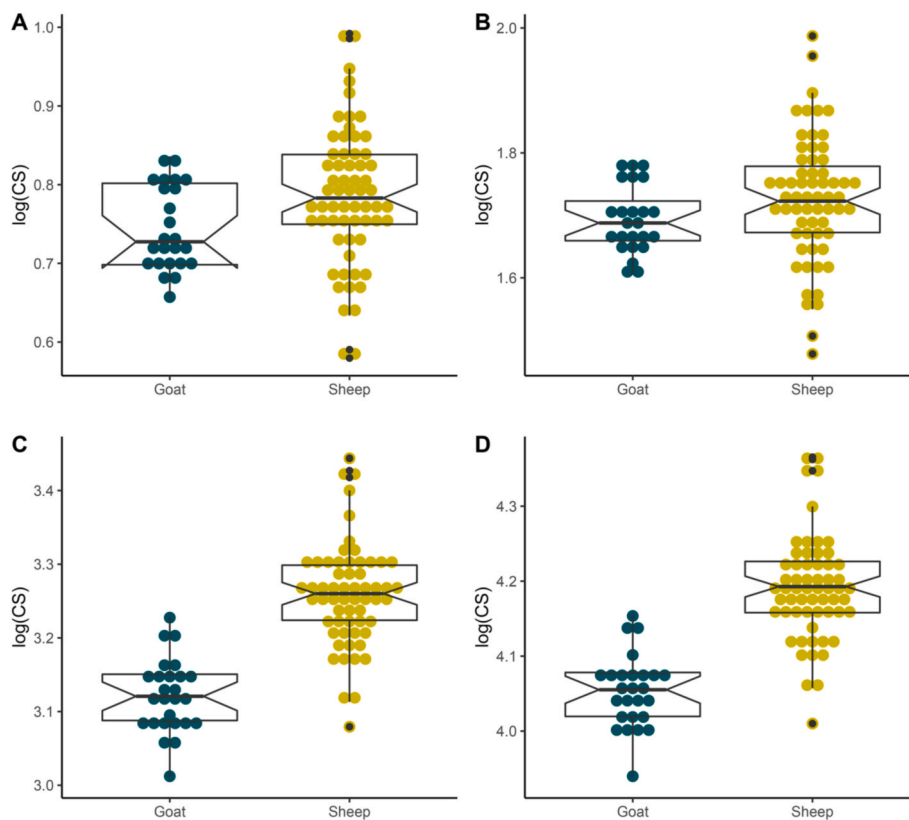 A
log(CS)
1.0
0.9
0.8
0.7
0.6
Goat Sheep
B
log(CS)
2.0
1.8
1.6
Goat Sheep
C
log(CS)
3.4
3.3
3.2
3.1
3.0
Goat Sheep
D
log(CS)
4.3
4.2
4.1
4.0
Goat Sheep